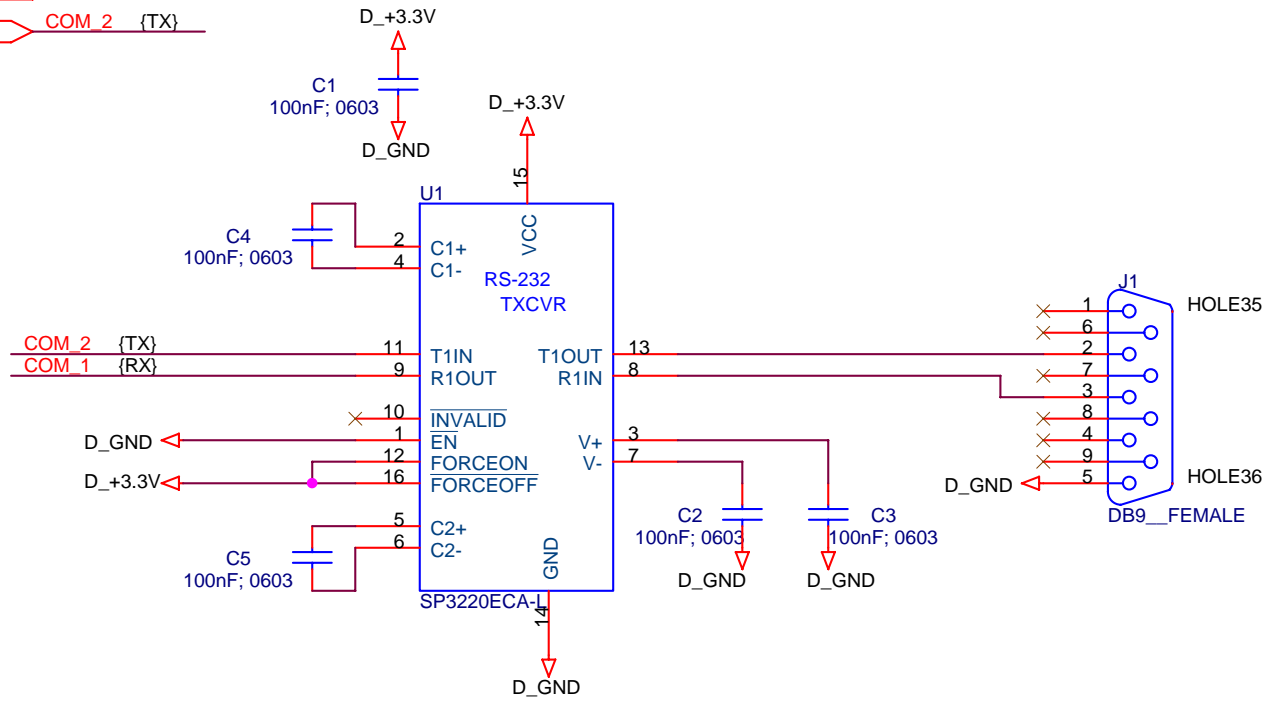 COM_2 {TX}
D_+3.3V
C1
100nF; 0603
D_GND
D_+3.3V
15
U1
VCC
C4
100nF; 0603
2
C1+
4
C1-
RS-232
TXCVR
J1
1
HOLE35
6
COM_2 {TX}
11
T1IN
T1OUT
13
2
COM_1 {RX}
9
R1OUT
R1IN
8
7
3
10
INVALID
8
D_GND
1
EN
V+
3
4
12
FORCEON
V-
7
9
D_+3.3V
16
FORCEOFF
D_GND
5
HOLE36
DB9__FEMALE
5
C2+
C2
100nF; 0603
C3
100nF; 0603
6
C2-
C5
100nF; 0603
GND
D_GND
D_GND
SP3220ECA-L
14
D_GND